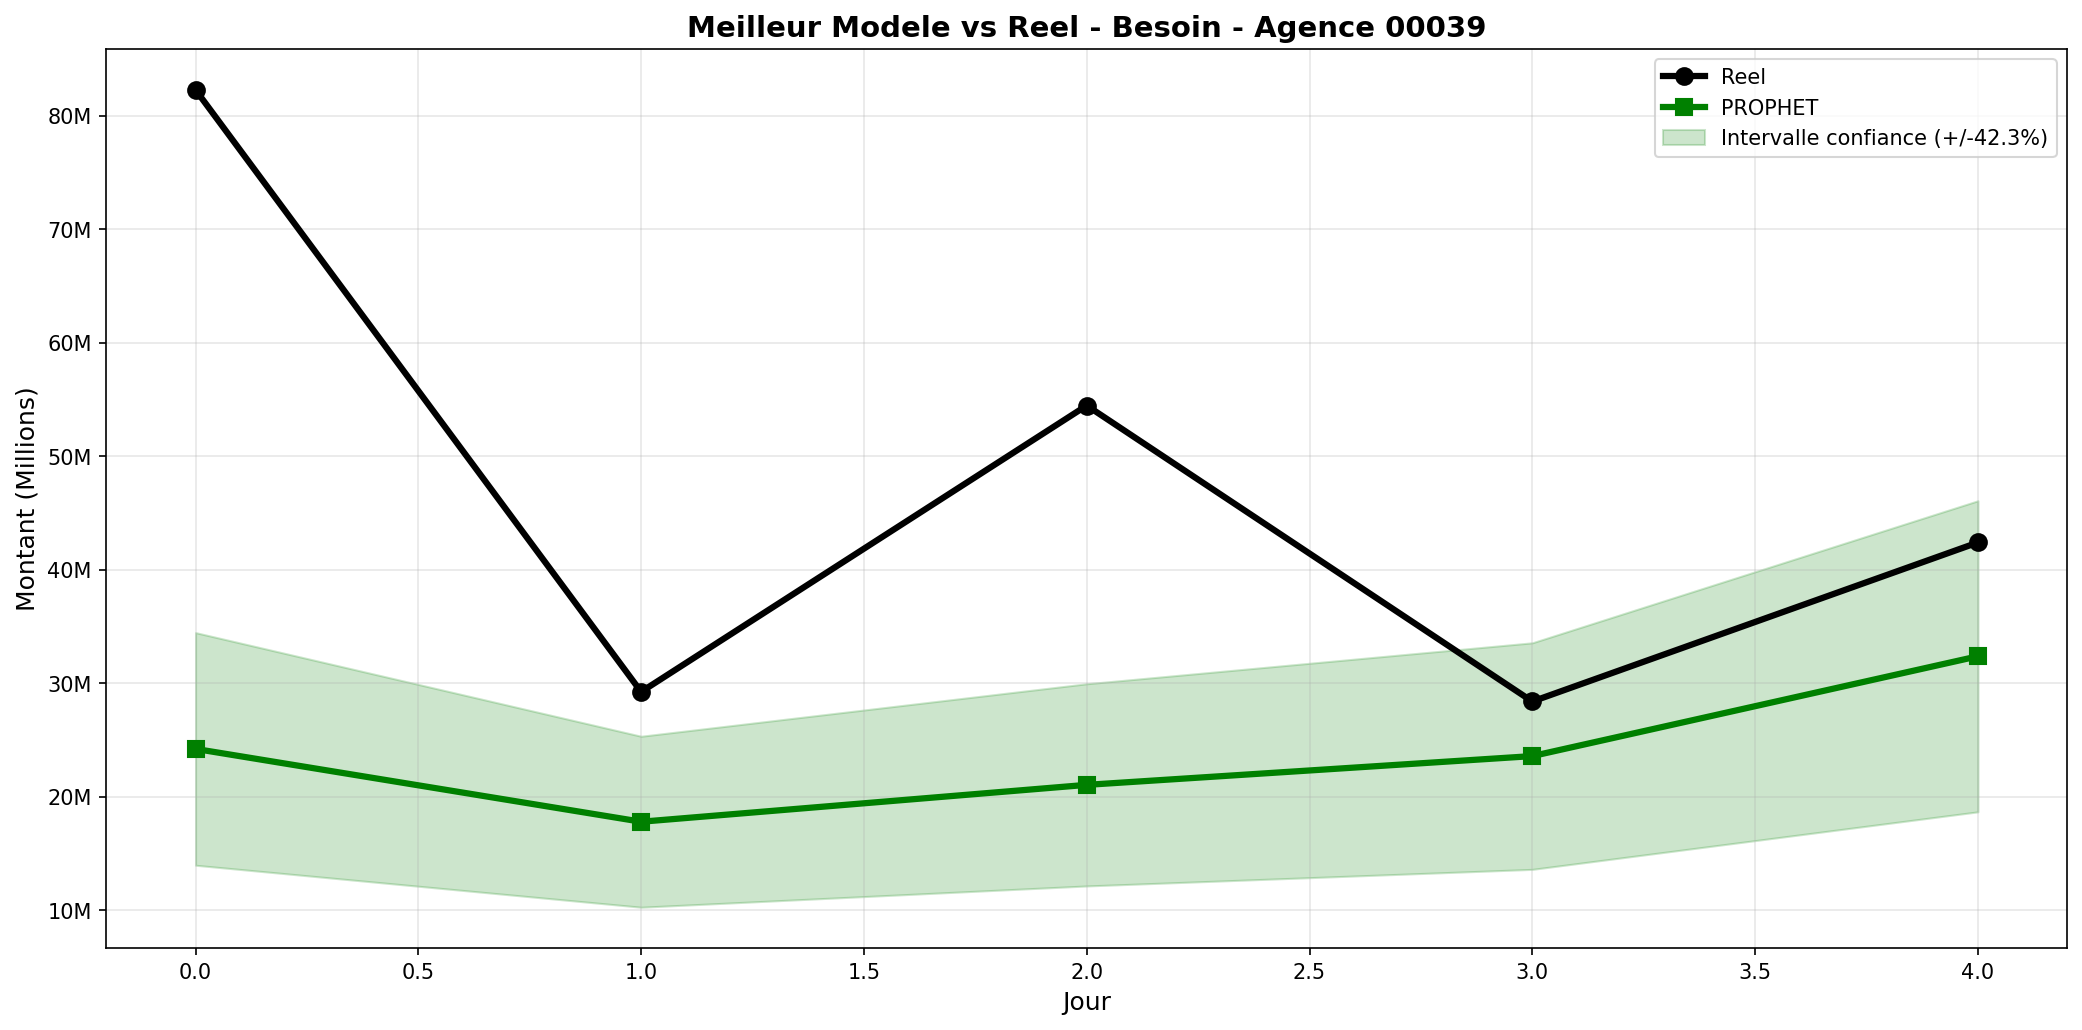 Meilleur Modele vs Reel - Besoin - Agence 00039
Reel
PROPHET
Intervalle confiance (+/-42.3%)
Montant (Millions)
80M
70M
60M
50M
40M
30M
20M
10M
0.0 0.5 1.0 1.5 2.0 2.5 3.0 3.5 4.0
Jour